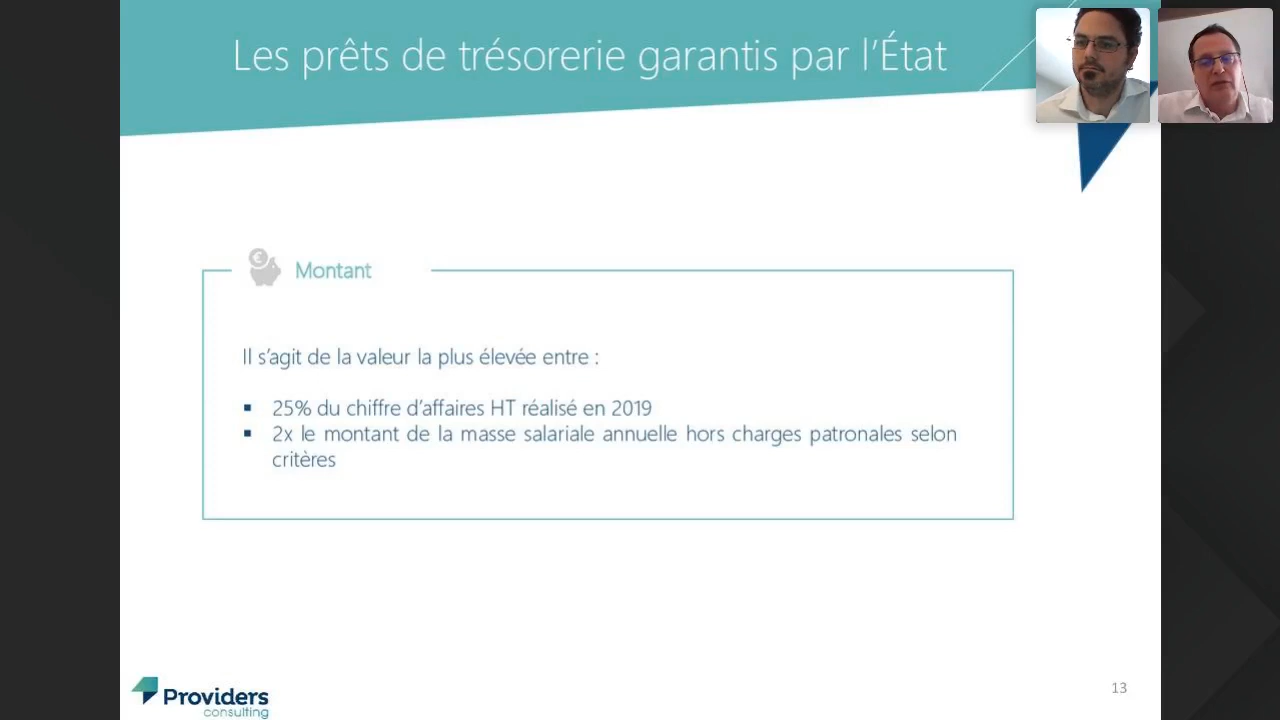 Les prêts de trésorerie garantis par l'État
Montant
Il s'agit de la valeur la plus élevée entre :
▪ 25% du chiffre d'affaires HT réalisé en 2019
▪ 2x le montant de la masse salariale annuelle hors charges patronales selon
critères
Providers
consulting
13